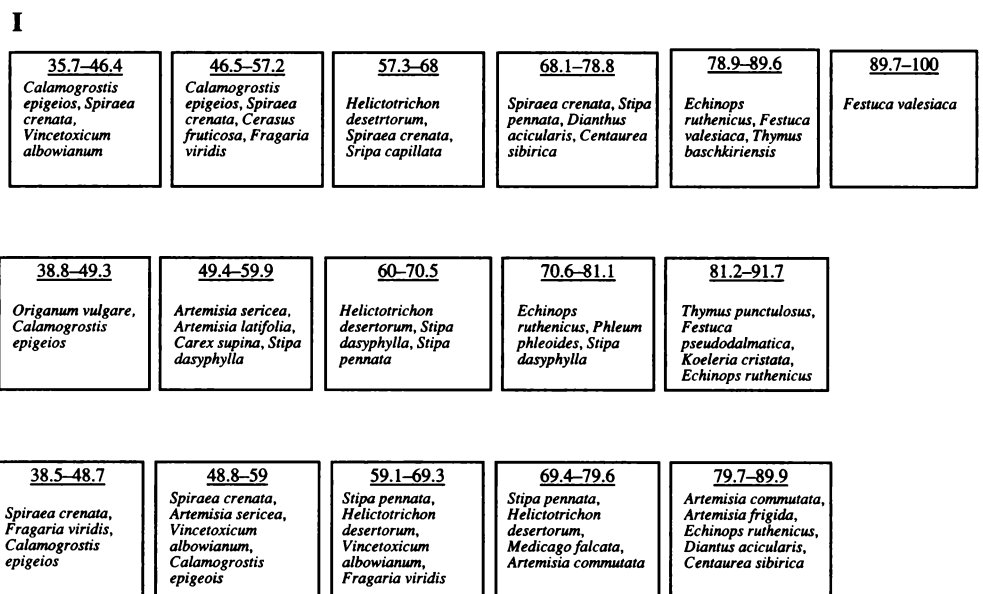 I
35.7–46.4
Calamogrostis
epigeios, Spiraea
crenata,
Vincetoxicum
albowianum
46.5–57.2
Calamogrostis
epigeios, Spiraea
crenata, Cerasus
fruticosa, Fragaria
viridis
57.3–68
Helictotrichon
desetrtorum,
Spiraea crenata,
Sripa capillata
68.1–78.8
Spiraea crenata, Stipa
pennata, Dianthus
acicularis, Centaurea
sibirica
78.9–89.6
Echinops
ruthenicus, Festuca
valesiaca, Thymus
baschkiriensis
89.7–100
Festuca valesiaca
38.8–49.3
Origanum vulgare,
Calamogrostis
epigeios
49.4–59.9
Artemisia sericea,
Artemisia latifolia,
Carex supina, Stipa
dasyphylla
60–70.5
Helictotrichon
desertorum, Stipa
dasyphylla, Stipa
pennata
70.6–81.1
Echinops
ruthenicus, Phleum
phleoides, Stipa
dasyphylla
81.2–91.7
Thymus punctulosus,
Festuca
pseudodalmatica,
Koeleria cristata,
Echinops ruthenicus
38.5–48.7
Spiraea crenata,
Fragaria viridis,
Calamogrostis
epigeios
48.8–59
Spiraea crenata,
Artemisia sericea,
Vincetoxicum
albowianum,
Calamogrostis
epigeois
59.1–69.3
Stipa pennata,
Helictotrichon
desertorum,
Vincetoxicum
albowianum,
Fragaria viridis
69.4–79.6
Stipa pennata,
Helictotrichon
desertorum,
Medicago falcata,
Artemisia commutata
79.7–89.9
Artemisia commutata,
Artemisia frigida,
Echinops ruthenicus,
Diantus acicularis,
Centaurea sibirica